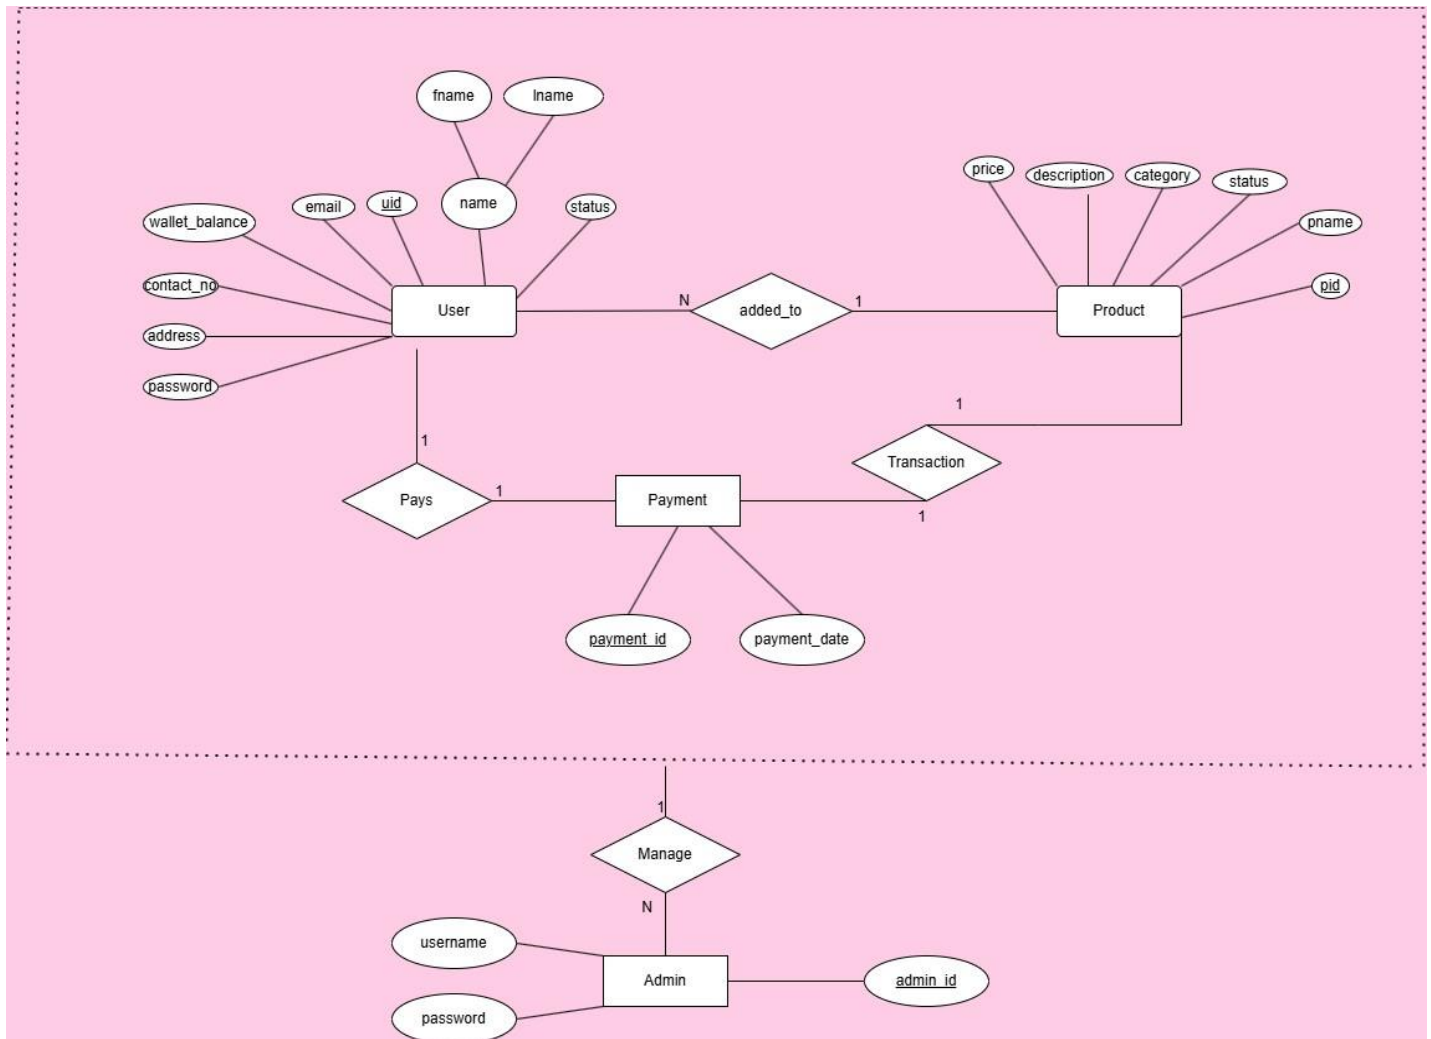 fname
lname
price
description
category
status
email
uid
name
status
wallet_balance
pname
contact_no
pid
User
N
added_to
1
Product
address
password
1
1
Transaction
Pays
1
Payment
1
payment_id
payment_date
1
Manage
N
username
Admin
admin_id
password